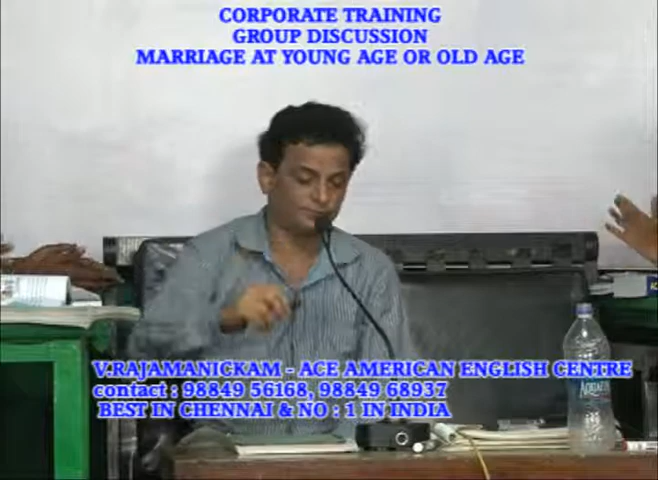 CORPORATE TRAINING
GROUP DISCUSSION
MARRIAGE AT YOUNG AGE OR OLD AGE
V.RAJAMANICKAM - ACE AMERICAN ENGLISH CENTRE
contact : 98849 56168, 98849 68937
BEST IN CHENNAI & NO : 1 IN INDIA